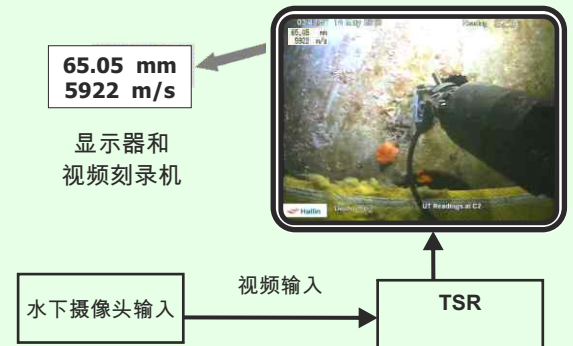 65.05 mm
5922 m/s
65.05 mm
5922 m/s
Hallin
UT Readings at C2
显示器和
视频刻录机
水下摄像头输入
视频输入
TSR